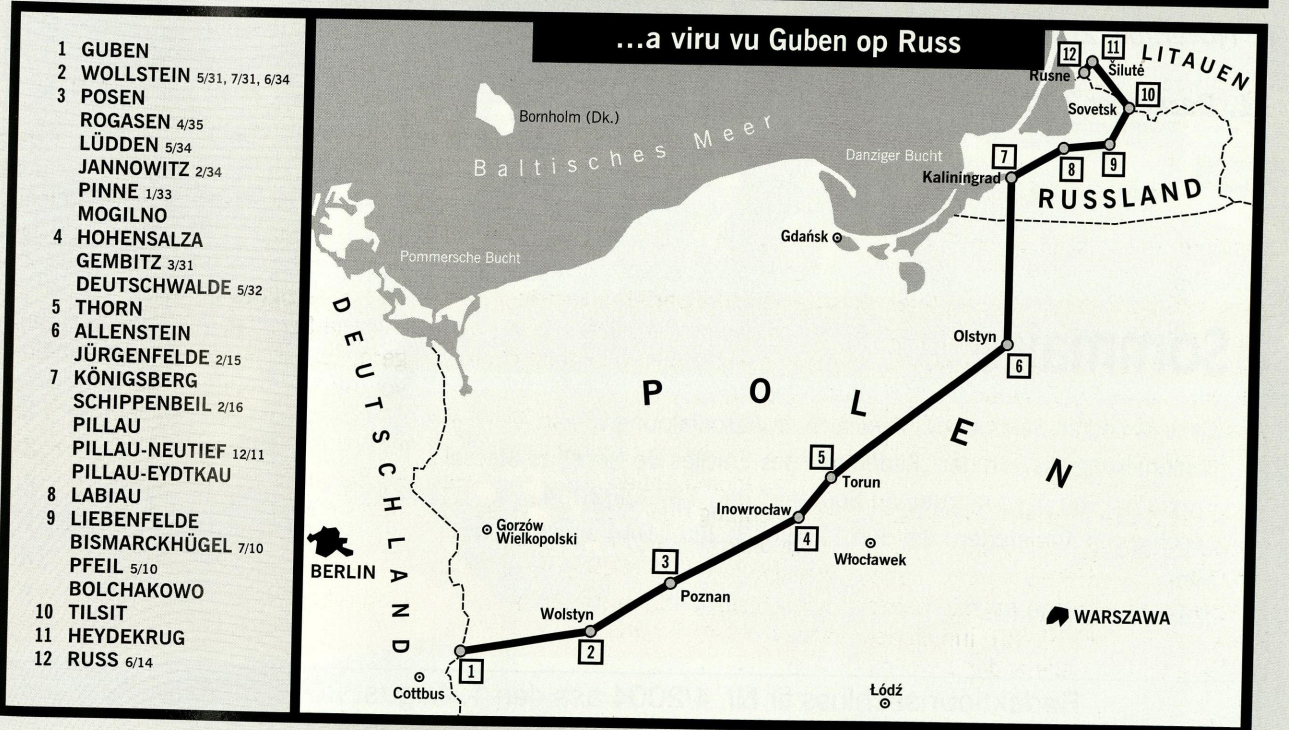 1 GUBEN
2 WOLLSTEIN 5/31, 7/31, 6/34
3 POSEN
ROGASEN 4/35
LÜDDEN 5/34
JANNOWITZ 2/34
PINNE 1/33
MOGILNO
4 HOHENSALZA
GEMBITZ 3/31
DEUTSCHWALDE 5/32
5 THORN
6 ALLENSTEIN
JÜRGENFELDE 2/15
7 KÖNIGSBERG
SCHIPPENBEIL 2/16
PILLAU
PILLAU-NEUTIEF 12/11
PILLAU-EYDTKAU
8 LABIAU
9 LIEBENFELDE
BISMARCKHÜGEL 7/10
PFEIL 5/10
BOLCHAKOWO
10 TILSIT
11 HEYDEKRUG
12 RUSS 6/14
...a viru vu Guben op Russ
12
11
LITAUEN
Rusne
Šilutė
10
Sovetsk
Bornholm (Dk.)
Baltisches Meer
Danziger Bucht
7
8
9
Kaliningrad
RUSSLAND
Gdańsk
Pommersche Bucht
DEUTSCHLAND
Olstyn
6
POLEN
5
Torun
Inowrocław
4
Gorzów
Wielkopolski
Włocławek
BERLIN
3
Poznan
Wolstyn
2
WARSZAWA
1
Cottbus
Łódź